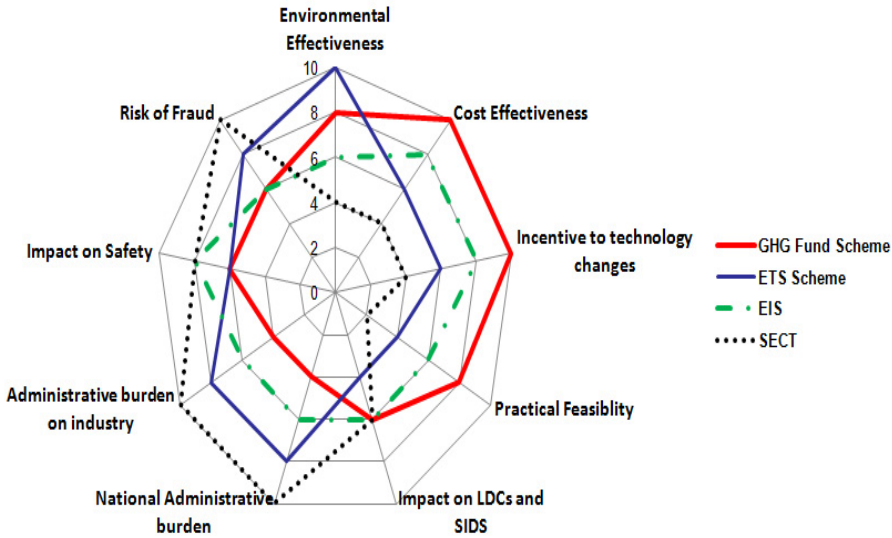 Environmental
Effectiveness
10
Risk of Fraud
8
Cost Effectiveness
6
4
Impact on Safety
2
Incentive to technology
changes
0
GHG Fund Scheme
ETS Scheme
EIS
SECT
Administrative burden
on industry
Practical Feasiblity
National Administrative
burden
Impact on LDCs and
SIDS